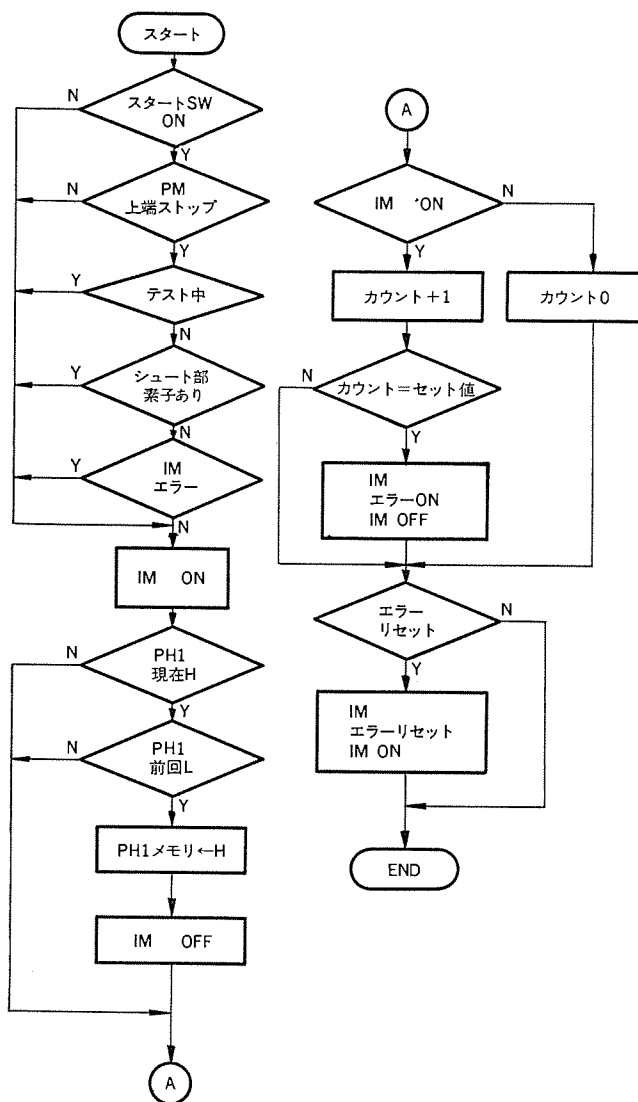 スタート
N
スタートSW
ON
Y
N
PM
上端ストップ
Y
Y
テスト中
N
Y
シュート部
素子あり
N
Y
IM
エラー
N
IM ON
N
PH1
現在H
Y
N
PH1
前回L
Y
PH1メモリ←H
IM OFF
A
A
IM ON
N
Y
カウント+1
カウント0
N
カウント=セット値
Y
IM
エラーON
IM OFF
エラー
リセット
N
Y
IM
エラーリセット
IM ON
END